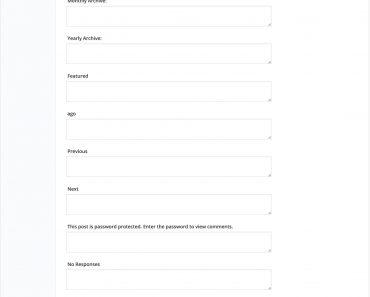 Monthly Archive:
Yearly Archive:
Featured
ago
Previous
Next
This post is password protected. Enter the password to view comments.
No Responses